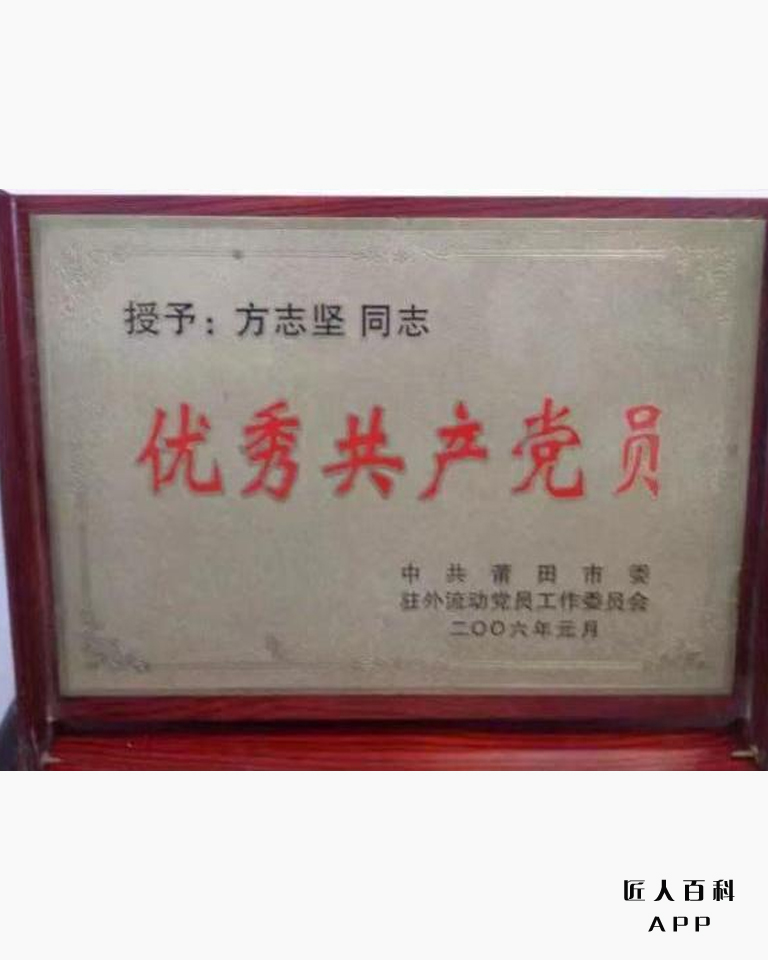 授予：方志坚 同志
优秀共产党员
中共莆田市委
驻外流动党员工作委员会
二〇〇六年元月
匠人百科
APP